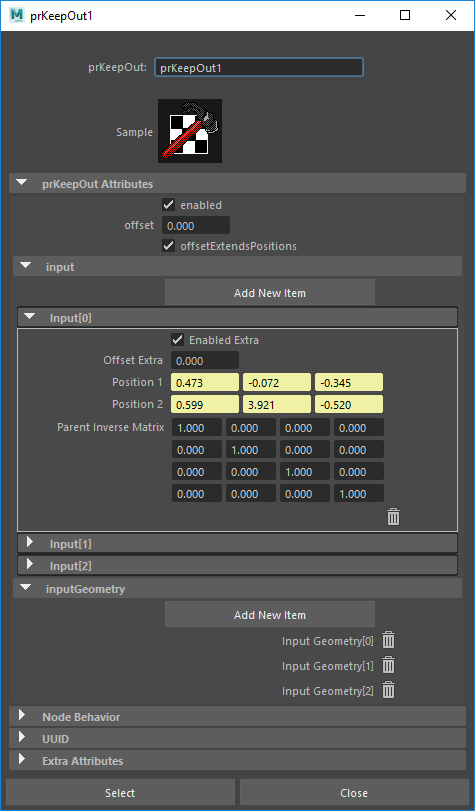 prKeepOut1
prKeepOut: prKeepOut1
Sample
prKeepOut Attributes
enabled
offset 0.000
offsetExtendsPositions
input
Add New Item
Input[0]
Enabled Extra
Offset Extra 0.000
Position 1 0.473 -0.072 -0.345
Position 2 0.599 3.921 -0.520
Parent Inverse Matrix 1.000 0.000 0.000 0.000
0.000 1.000 0.000 0.000
0.000 0.000 1.000 0.000
0.000 0.000 0.000 1.000
Input[1]
Input[2]
inputGeometry
Add New Item
Input Geometry[0]
Input Geometry[1]
Input Geometry[2]
Node Behavior
UUID
Extra Attributes
Select Close